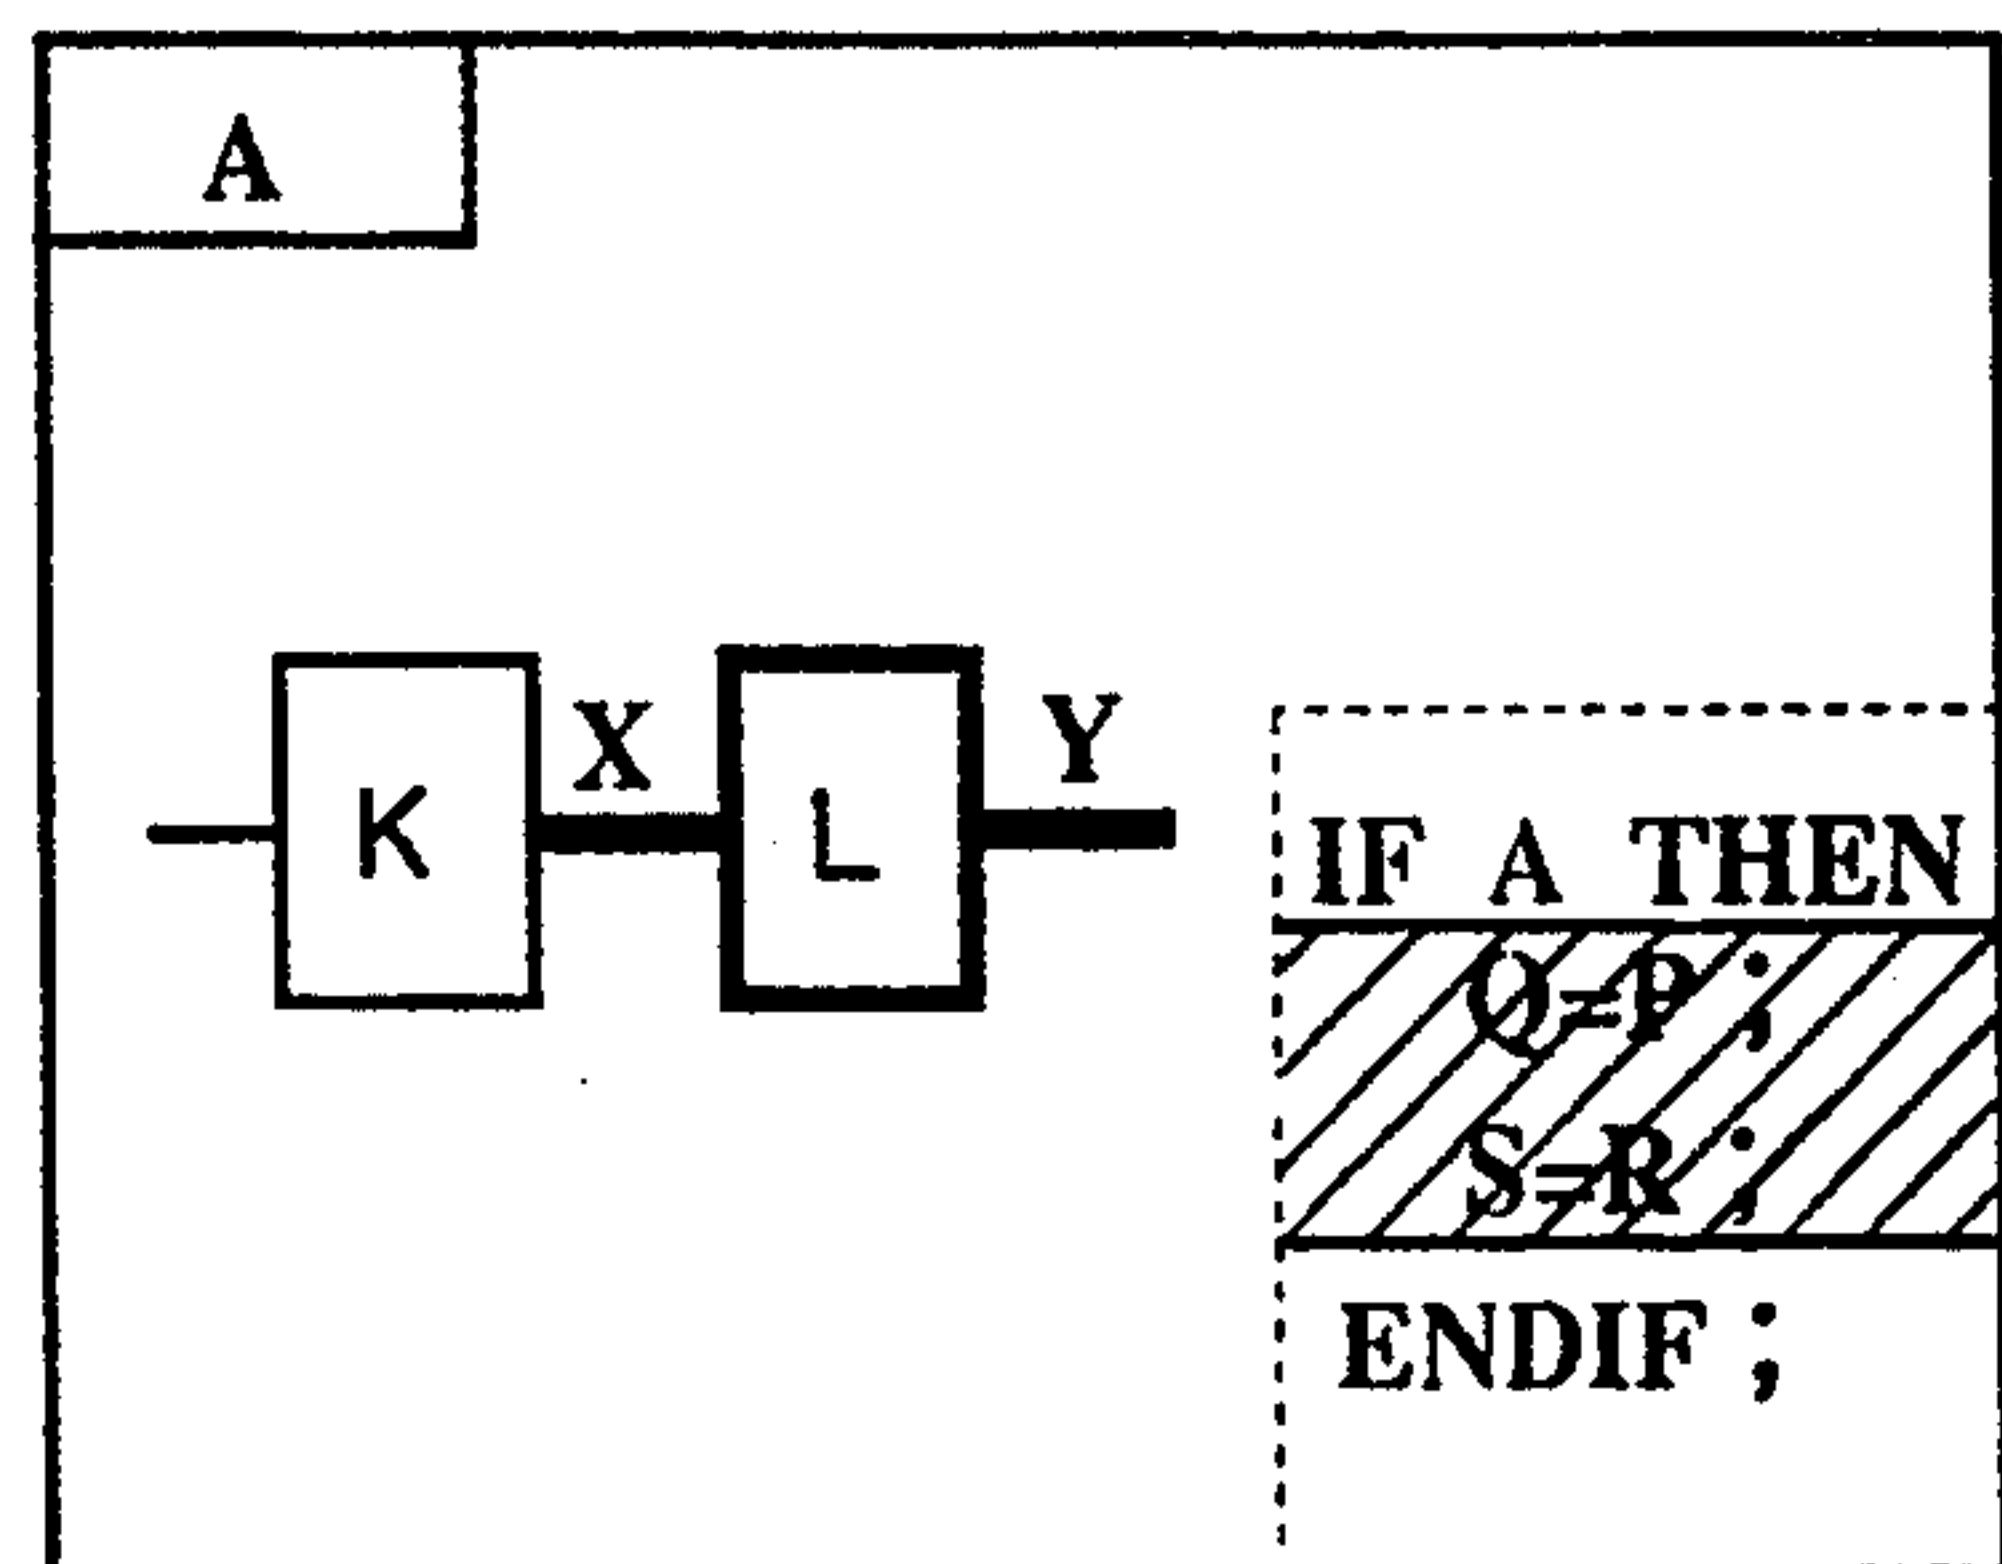 A
K X L Y
IF A THEN
Q=P ;
S=R ;
ENDIF ;